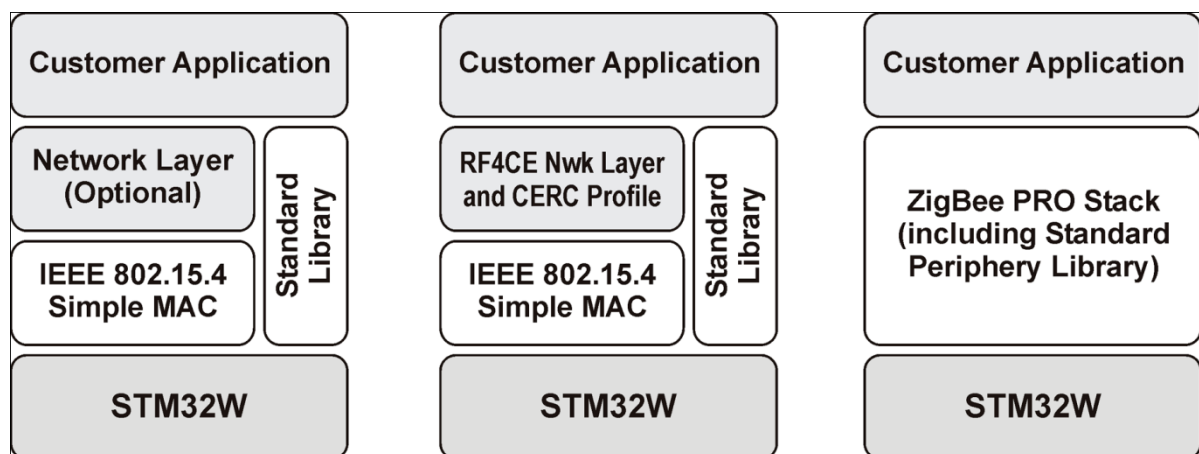 Customer Application
Network Layer
(Optional)
IEEE 802.15.4
Simple MAC
Standard
Library
STM32W
Customer Application
RF4CE Nwk Layer
and CERC Profile
IEEE 802.15.4
Simple MAC
Standard
Library
STM32W
Customer Application
ZigBee PRO Stack
(including Standard
Periphery Library)
STM32W